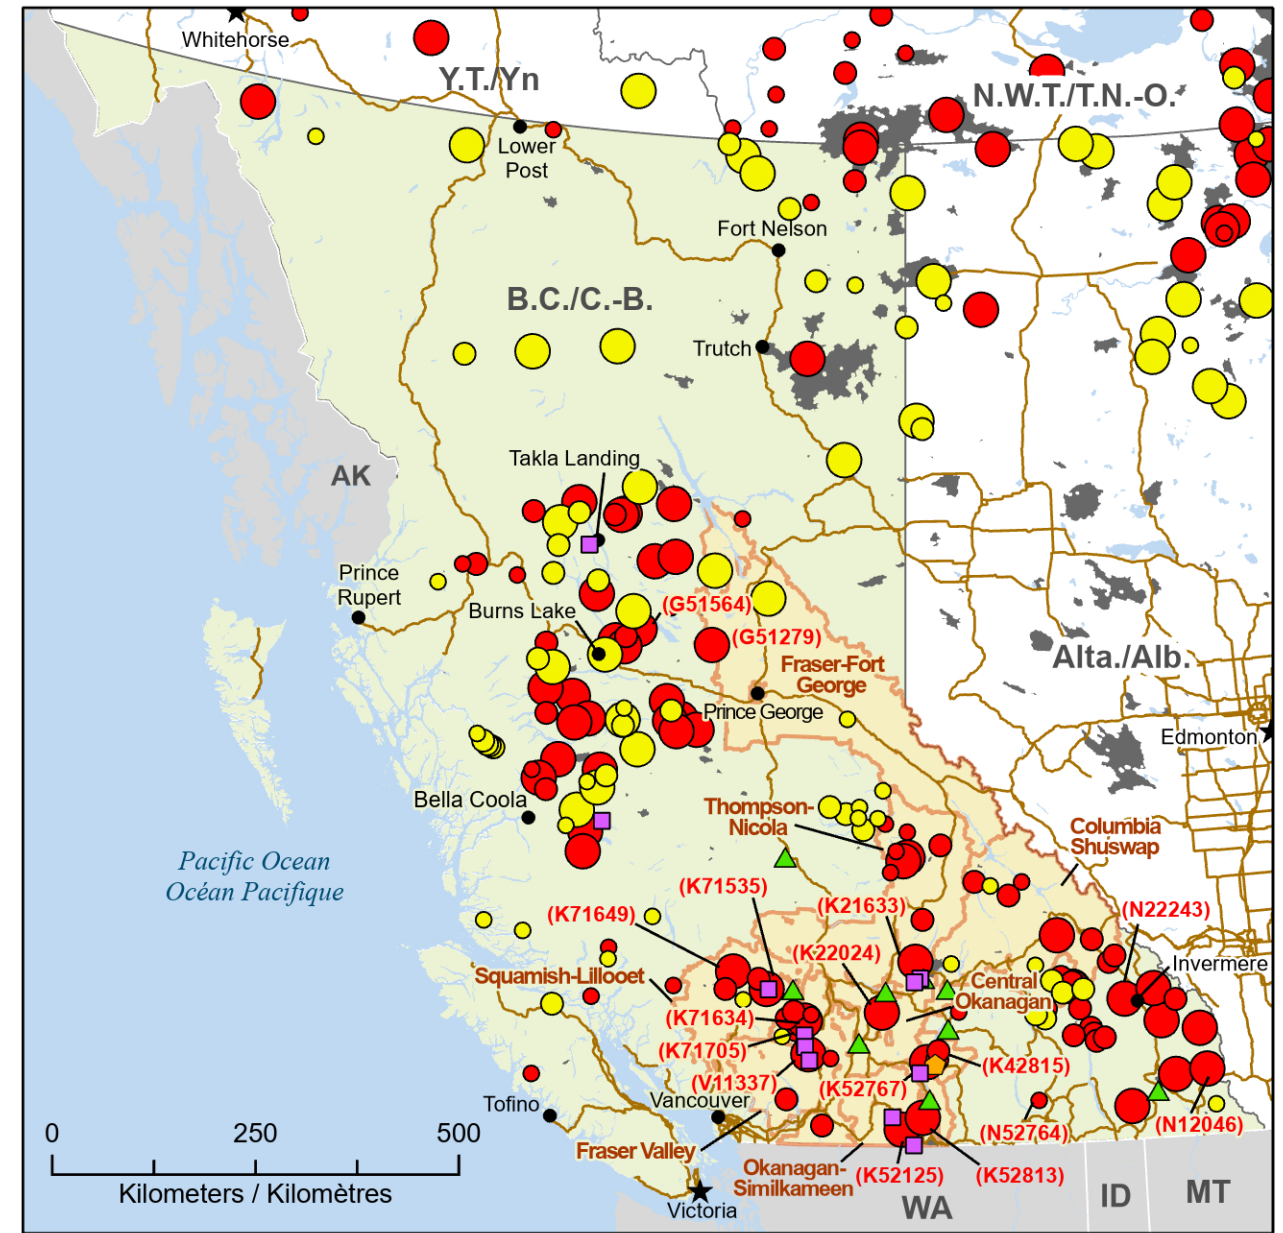 Whitehorse
Y.T./Yn
N.W.T./T.N.-O.
Lower
Post
Fort Nelson
B.C./C.-B.
Trutch
Takla Landing
AK
Prince
Rupert
Burns Lake
(G51564)
(G51279)
Fraser-Fort
George
Alta./Alb.
Prince George
Edmonton
Bella Coola
Thompson-
Nicola
Columbia
Shuswap
Pacific Ocean
Océan Pacifique
(K71535)
(K71649)
(K21633)
(N22243)
(K22024)
Invermere
Squamish-Lillooet
Central
Okanagan
(K71634)
(K71705)
(V11337)
(K52767)
(K42815)
Vancouver
Tofino
(N52764)
(N12046)
Fraser Valley
Okanagan-
Similkameen
(K52125)
(K52813)
0 250 500
Kilometers / Kilomètres
Victoria
WA
ID
MT